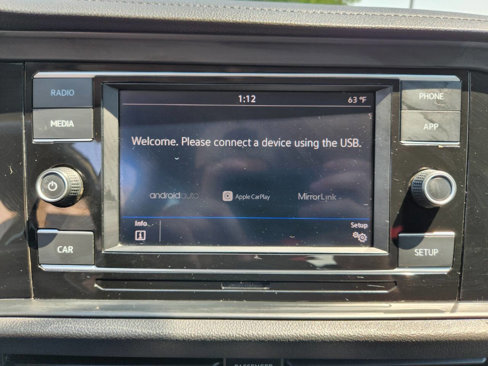 1:12 63 °F
RADIO
PHONE
MEDIA
APP
Welcome. Please connect a device using the USB.
androidauto Apple CarPlay MirrorLink
Info
Setup
CAR
SETUP
PASSENGER